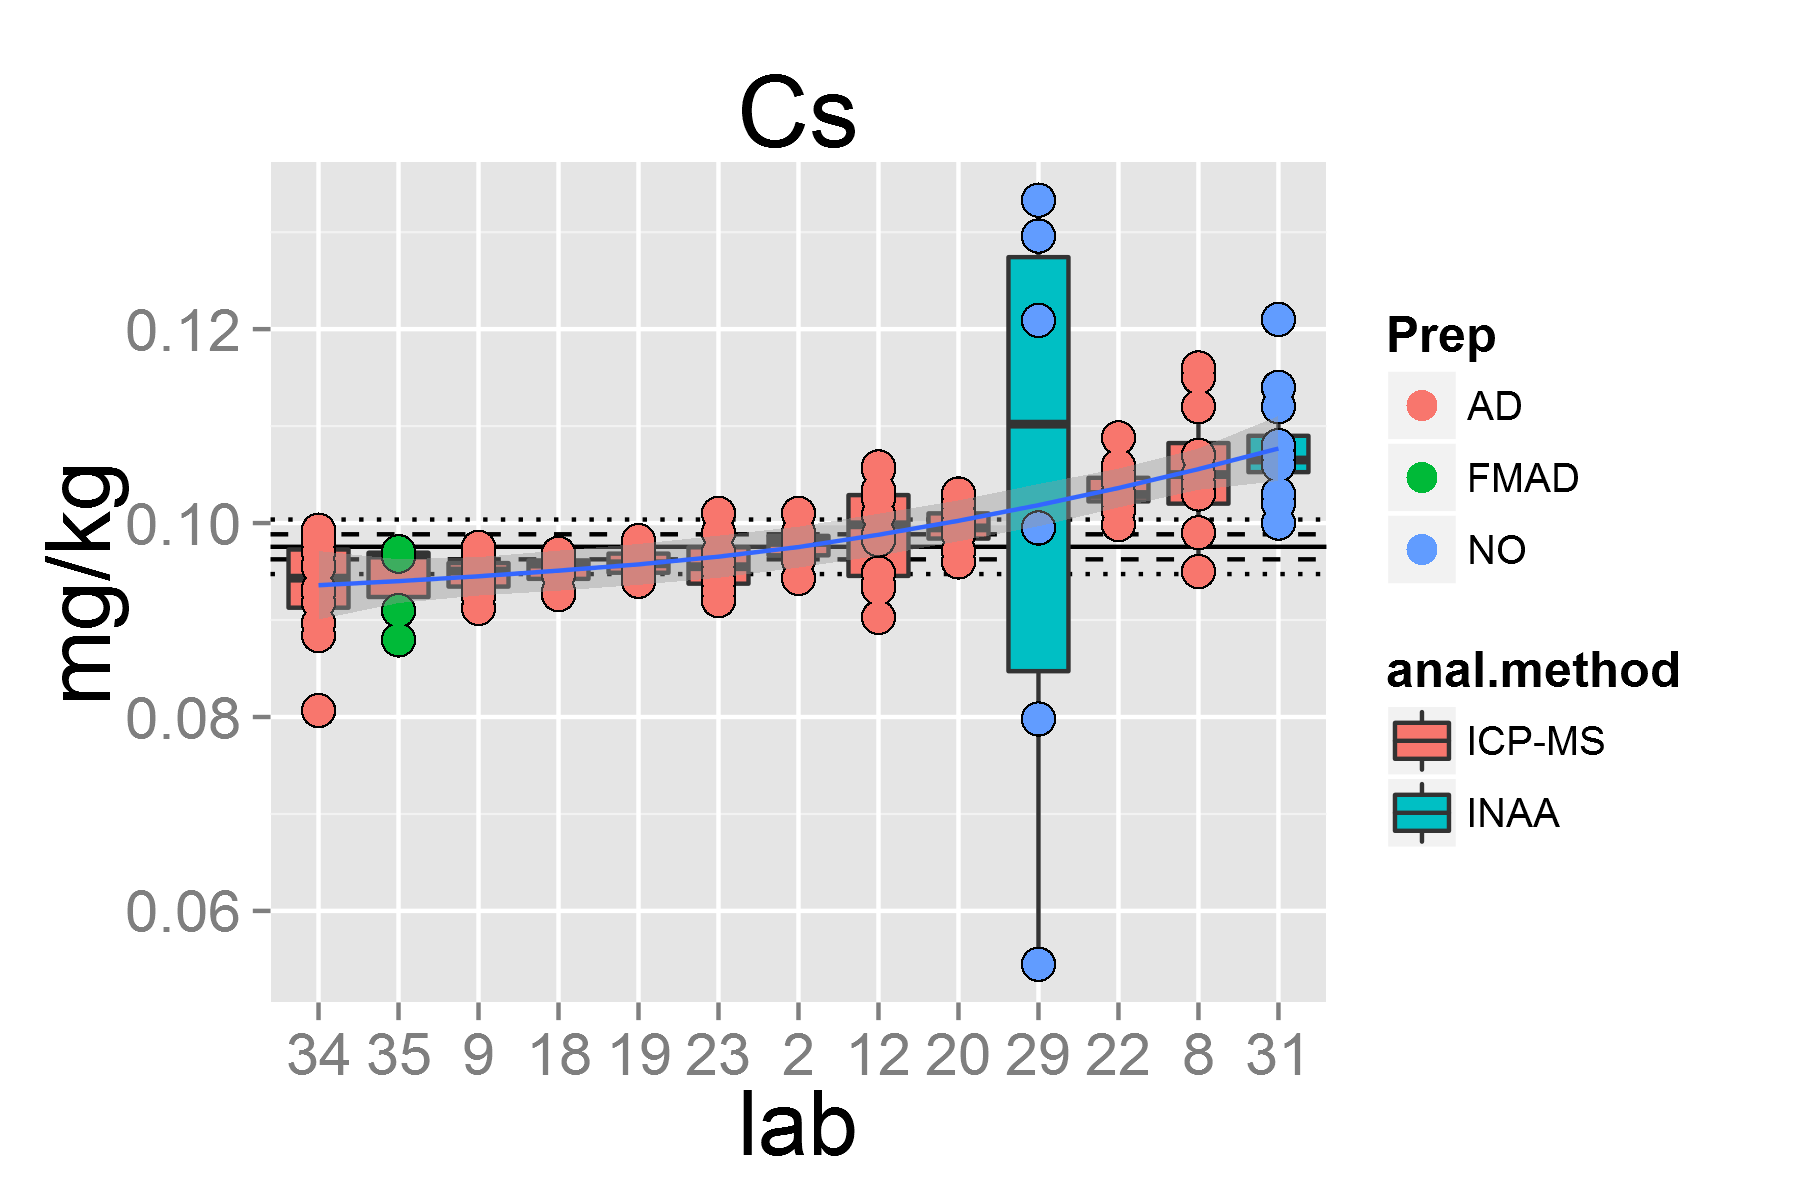 Cs
mg/kg
0.12
0.10
0.08
0.06
34 35 9 18 19 23 2 12 20 29 22 8 31
lab
Prep
AD
FMAD
NO
anal.method
ICP-MS
INAA